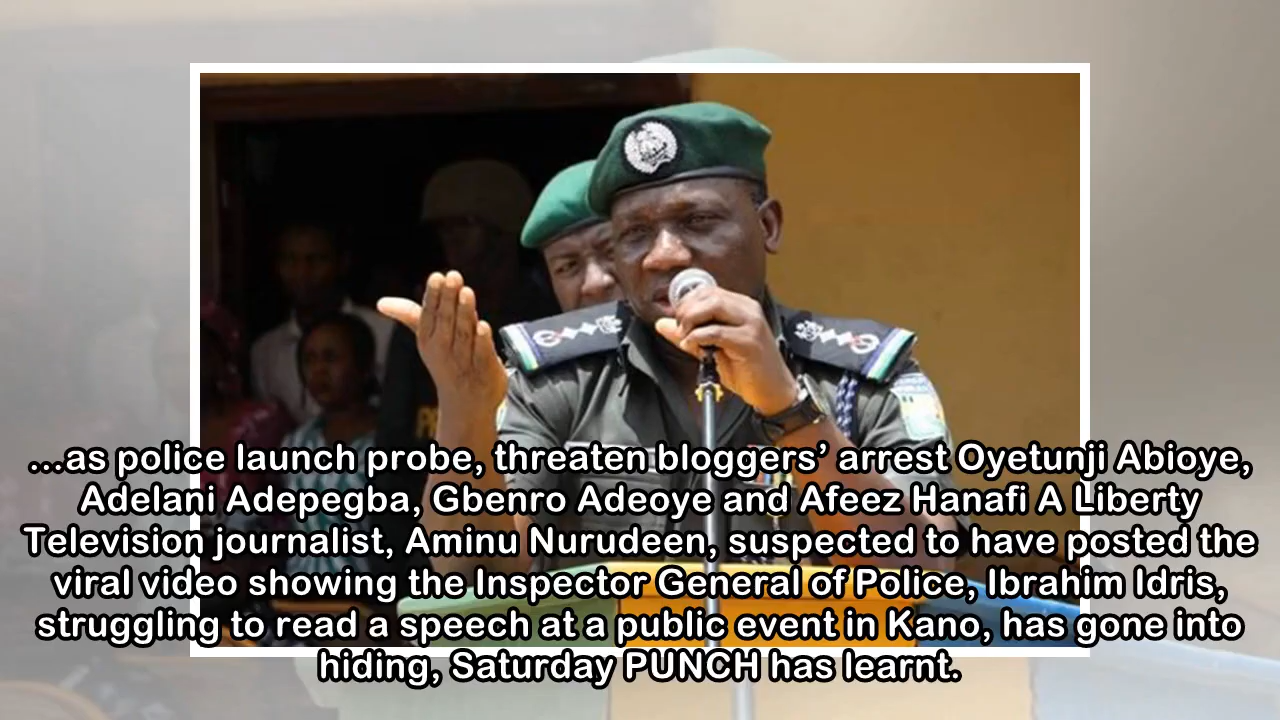 ...as police launch probe, threaten bloggers’ arrest Oyetunji Abioye,
Adelani Adepegba, Gbenro Adeoye and Afeez Hanafi A Liberty
Television journalist, Aminu Nurudeen, suspected to have posted the
viral video showing the Inspector General of Police, Ibrahim Idris,
struggling to read a speech at a public event in Kano, has gone into
hiding, Saturday PUNCH has learnt.